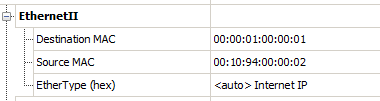 EthernetII
Destination MAC 00:00:01:00:00:01
Source MAC 00:10:94:00:00:02
EtherType (hex) <auto> Internet IP